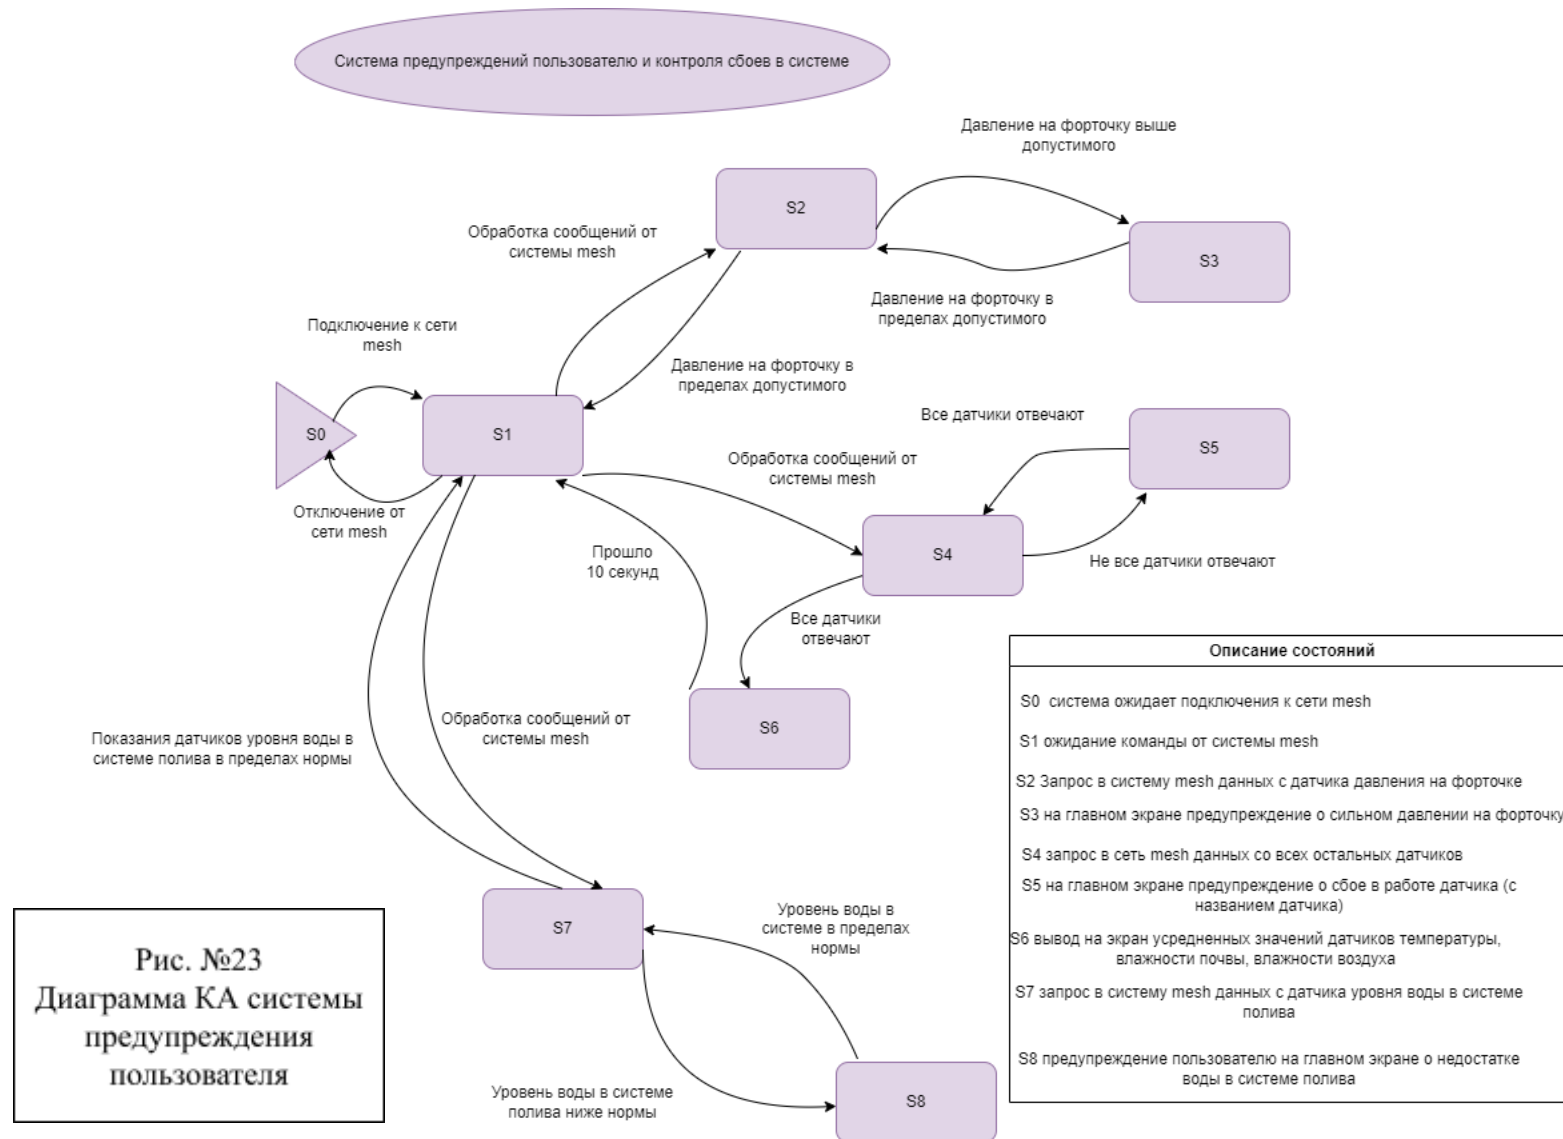 Система предупреждений пользователю и контроля сбоев в системе
Давление на форточку выше
допустимого
S2
Обработка сообщений от
системы mesh
S3
Давление на форточку в
пределах допустимого
Подключение к сети
mesh
Давление на форточку в
пределах допустимого
S0
S1
Все датчики отвечают
S5
Обработка сообщений от
системы mesh
Отключение от
сети mesh
Прошло
10 секунд
S4
Не все датчики отвечают
Все датчики
отвечают
S6
Показания датчиков уровня воды в
системе полива в пределах нормы
Обработка сообщений от
системы mesh
S7
Уровень воды в
системе в пределах
нормы
Уровень воды в системе
полива ниже нормы
S8
Описание состояний
S0 система ожидает подключения к сети mesh
S1 ожидание команды от системы mesh
S2 Запрос в систему mesh данных с датчика давления на форточке
S3 на главном экране предупреждение о сильном давлении на форточку
S4 запрос в сеть mesh данных со всех остальных датчиков
S5 на главном экране предупреждение о сбое в работе датчика (с
названием датчика)
S6 вывод на экран усредненных значений датчиков температуры,
влажности почвы, влажности воздуха
S7 запрос в систему mesh данных с датчика уровня воды в системе
полива
S8 предупреждение пользователю на главном экране о недостатке
воды в системе полива
Рис. №23
Диаграмма КА системы
предупреждения
пользователя